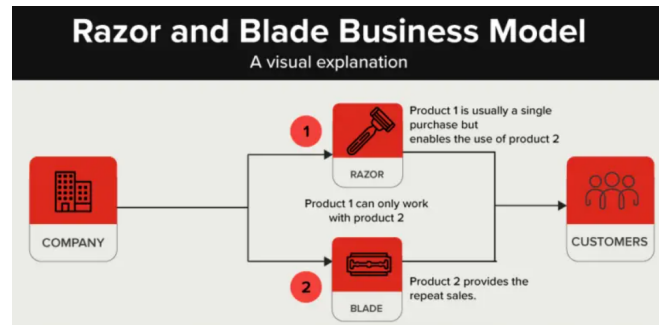 Razor and Blade Business Model
A visual explanation
1
Product 1 is usually a single
purchase but
enables the use of product 2
RAZOR
COMPANY
Product 1 can only work
with product 2
CUSTOMERS
2
Product 2 provides the
repeat sales.
BLADE